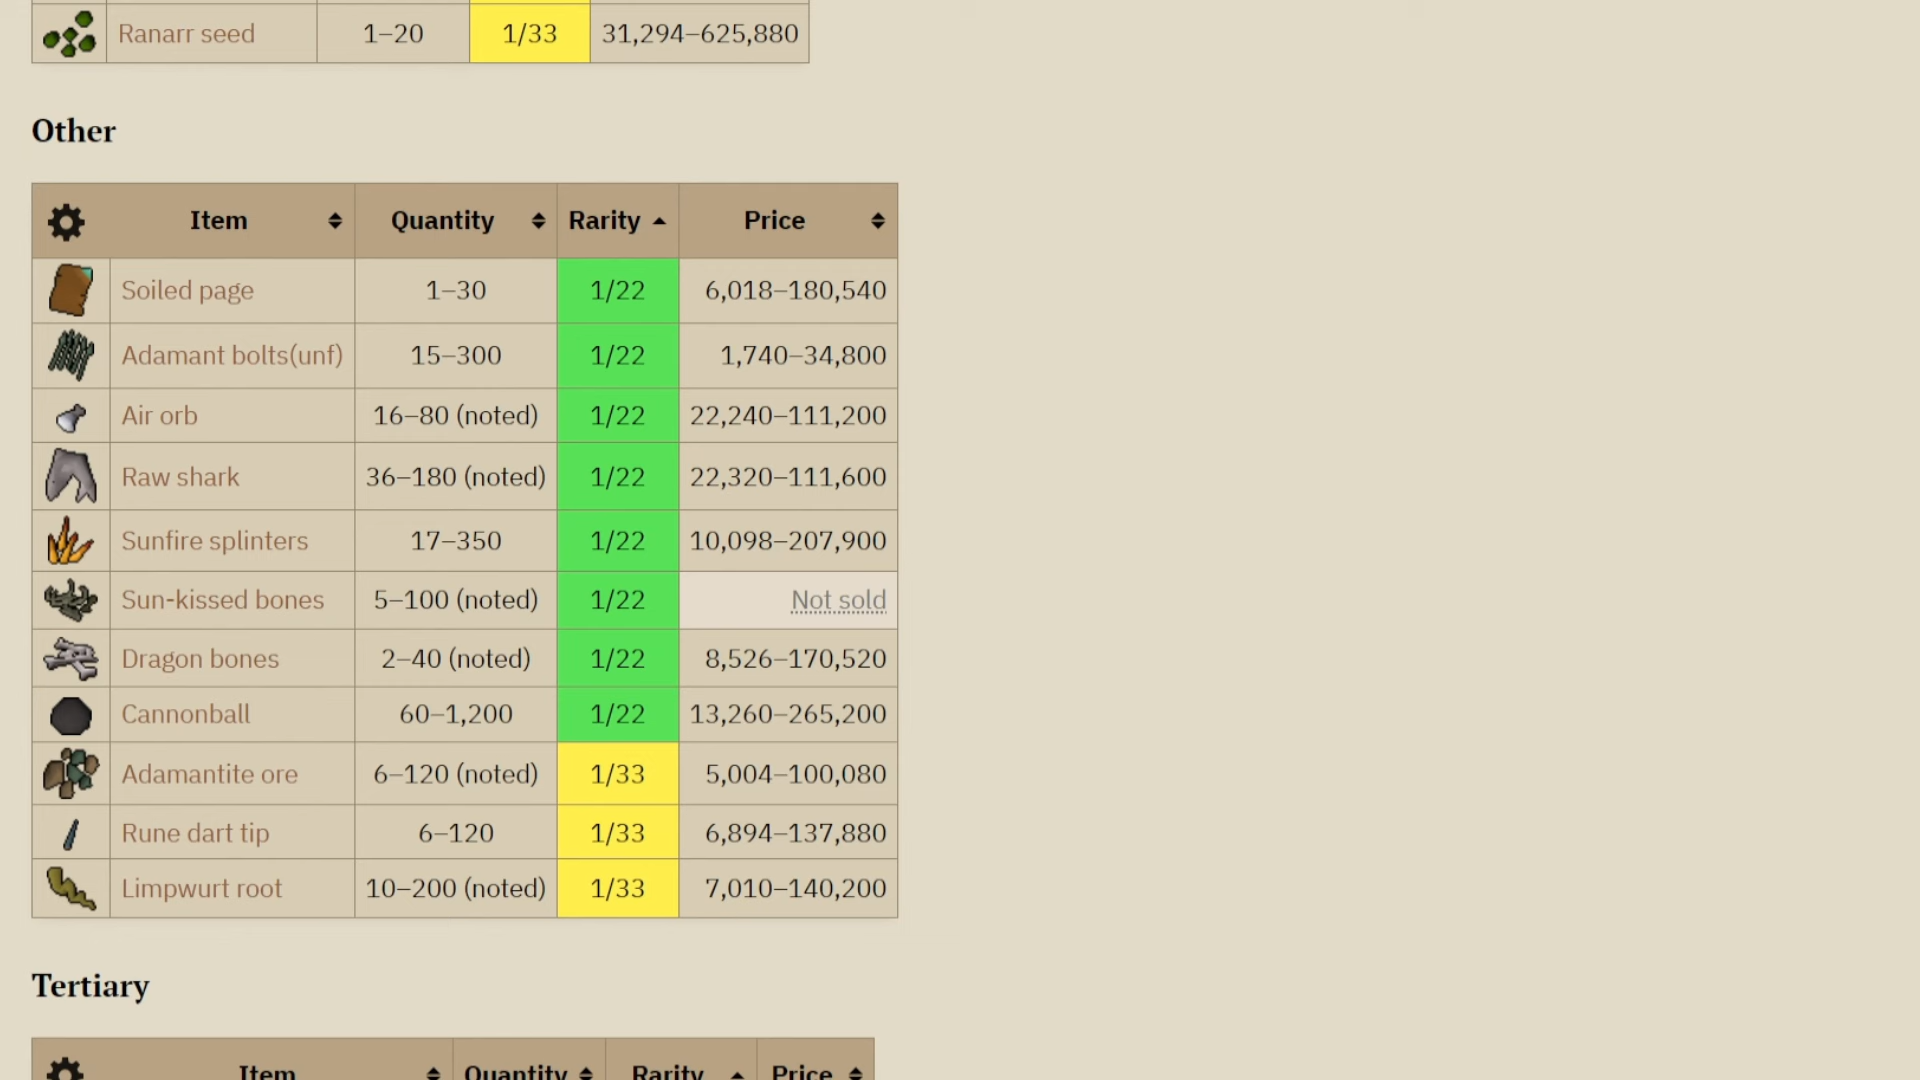 Ranarr seed 1–20 1/33 31,294–625,880
Other
Item Quantity Rarity Price
Soiled page 1–30 1/22 6,018–180,540
Adamant bolts(unf) 15–300 1/22 1,740–34,800
Air orb 16–80 (noted) 1/22 22,240–111,200
Raw shark 36–180 (noted) 1/22 22,320–111,600
Sunfire splinters 17–350 1/22 10,098–207,900
Sun-kissed bones 5–100 (noted) 1/22 Not sold
Dragon bones 2–40 (noted) 1/22 8,526–170,520
Cannonball 60–1,200 1/22 13,260–265,200
Adamantite ore 6–120 (noted) 1/33 5,004–100,080
Rune dart tip 6–120 1/33 6,894–137,880
Limpwurt root 10–200 (noted) 1/33 7,010–140,200
Tertiary
Item Quantity Rarity Price